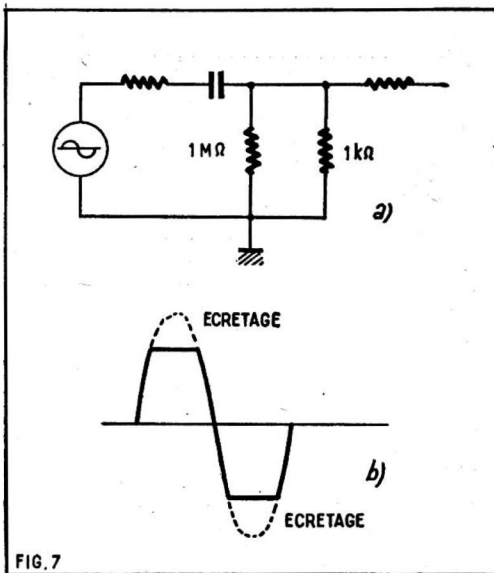 1MΩ
1kΩ
a)
ECRETAGE
b)
ECRETAGE
FIG.7